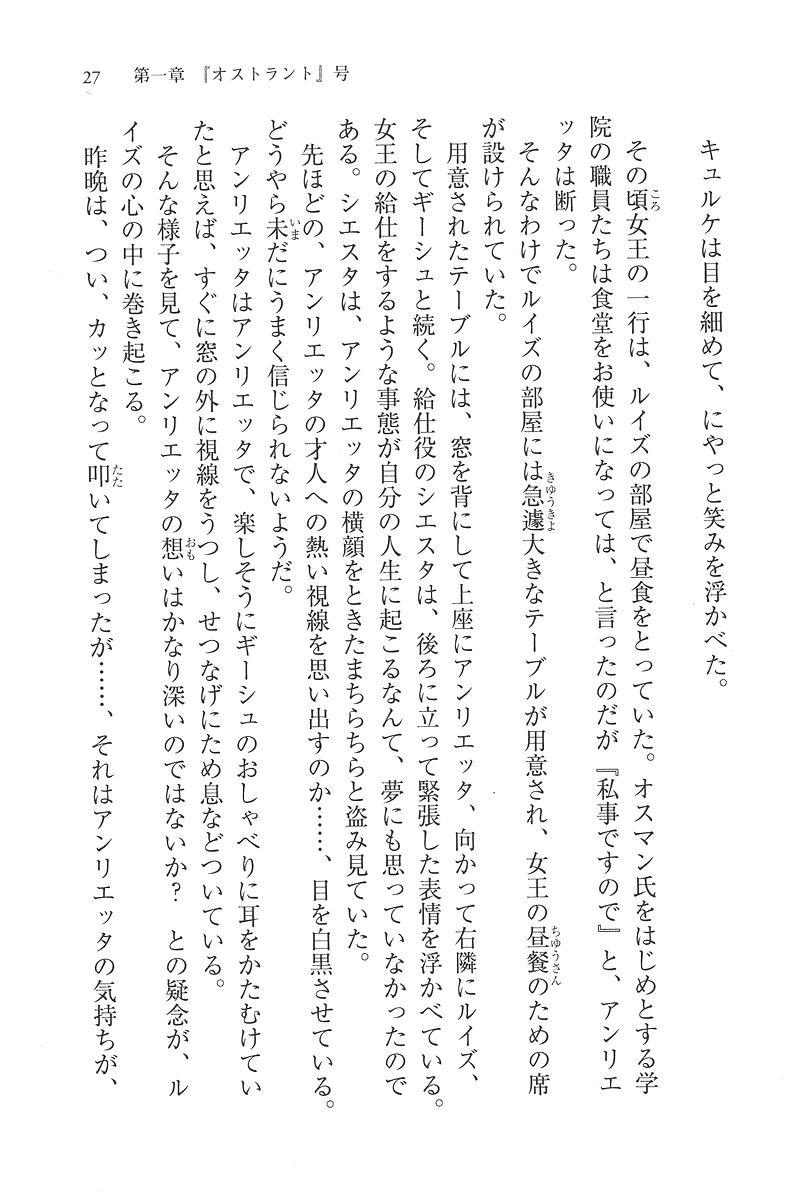 27　第一章　『オストラント』号
キュルケは目を細めて、にやっと笑みを浮かべた。
その頃女王の一行は、ルイズの部屋で昼食をとっていた。オスマン氏をはじめとする学
院の職員たちは食堂をお使いになっては、と言ったのだが『私事ですので』と、アンリエ
ッタは断った。
そんなわけでルイズの部屋には急遽大きなテーブルが用意され、女王の昼餐のための席
が設けられていた。
用意されたテーブルには、窓を背にして上座にアンリエッタ、向かって右隣にルイズ、
そしてギーシュと続く。給仕役のシエスタは、後ろに立って緊張した表情を浮かべている。
女王の給仕をするような事態が自分の人生に起こるなんて、夢にも思っていなかったので
ある。シエスタは、アンリエッタの横顔をときたまちらちらと盗み見ていた。
先ほどの、アンリエッタの才人への熱い視線を思い出すのか……、目を白黒させている。
どうやら未だにうまく信じられないようだ。
アンリエッタはアンリエッタで、楽しそうにギーシュのおしゃべりに耳をかたむけてい
たと思えば、すぐに窓の外に視線をうつし、せつなげにため息などついている。
そんな様子を見て、アンリエッタの想いはかなり深いのではないか？　との疑念が、ル
イズの心の中に巻き起こる。
昨晩は、つい、カッとなって叩いてしまったが……、それはアンリエッタの気持ちが、